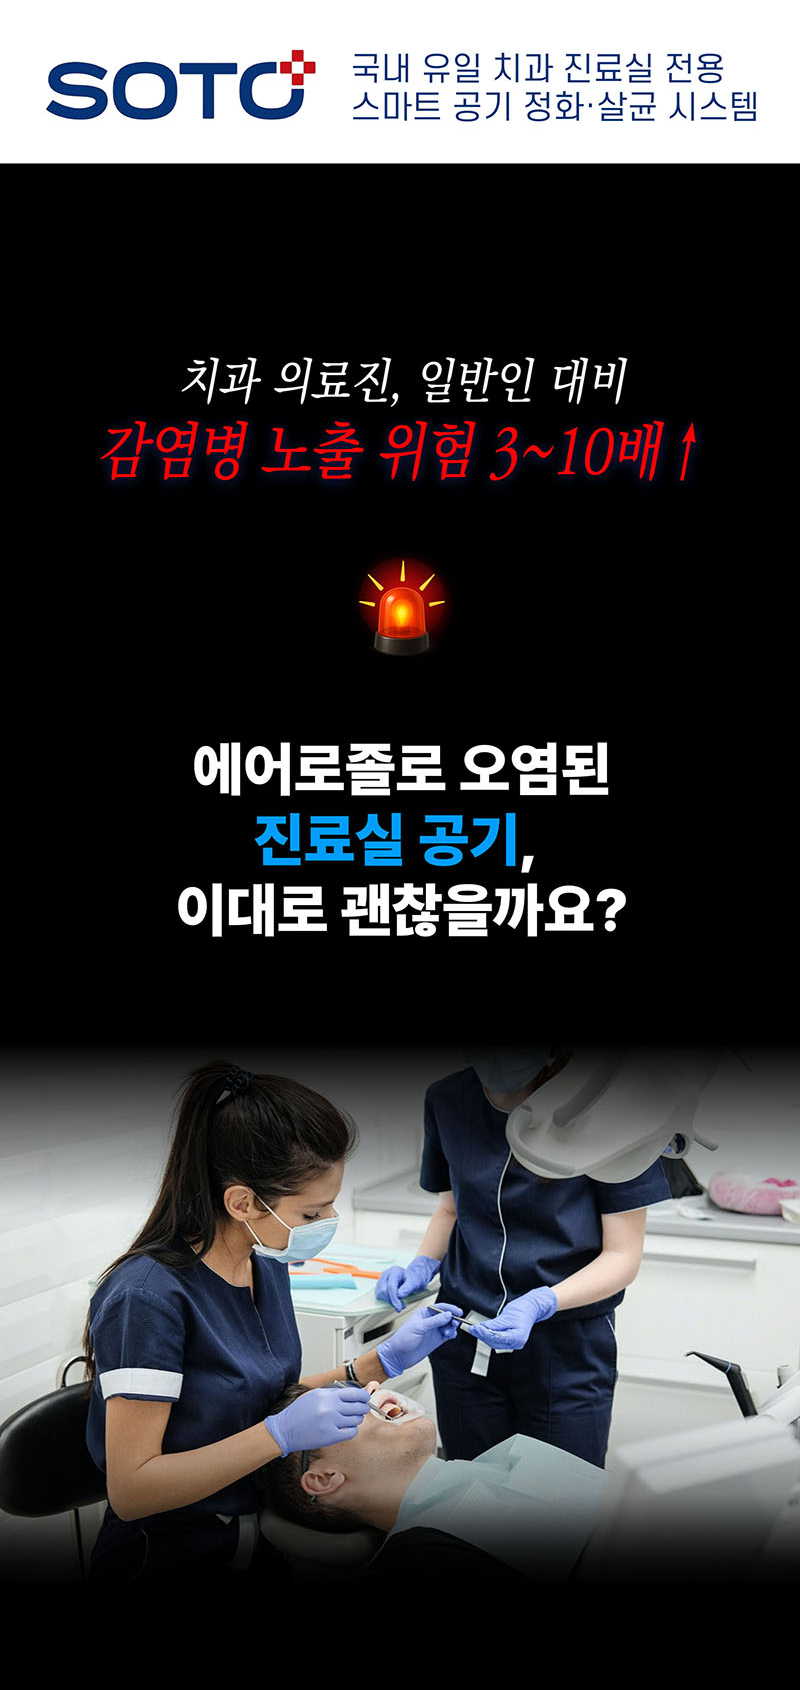 SOTO
국내 유일 치과 진료실 전용
스마트 공기 정화·살균 시스템
치과 의료진, 일반인 대비
감염병 노출 위험 3~10배↑
에어로졸로 오염된
진료실 공기,
이대로 괜찮을까요?